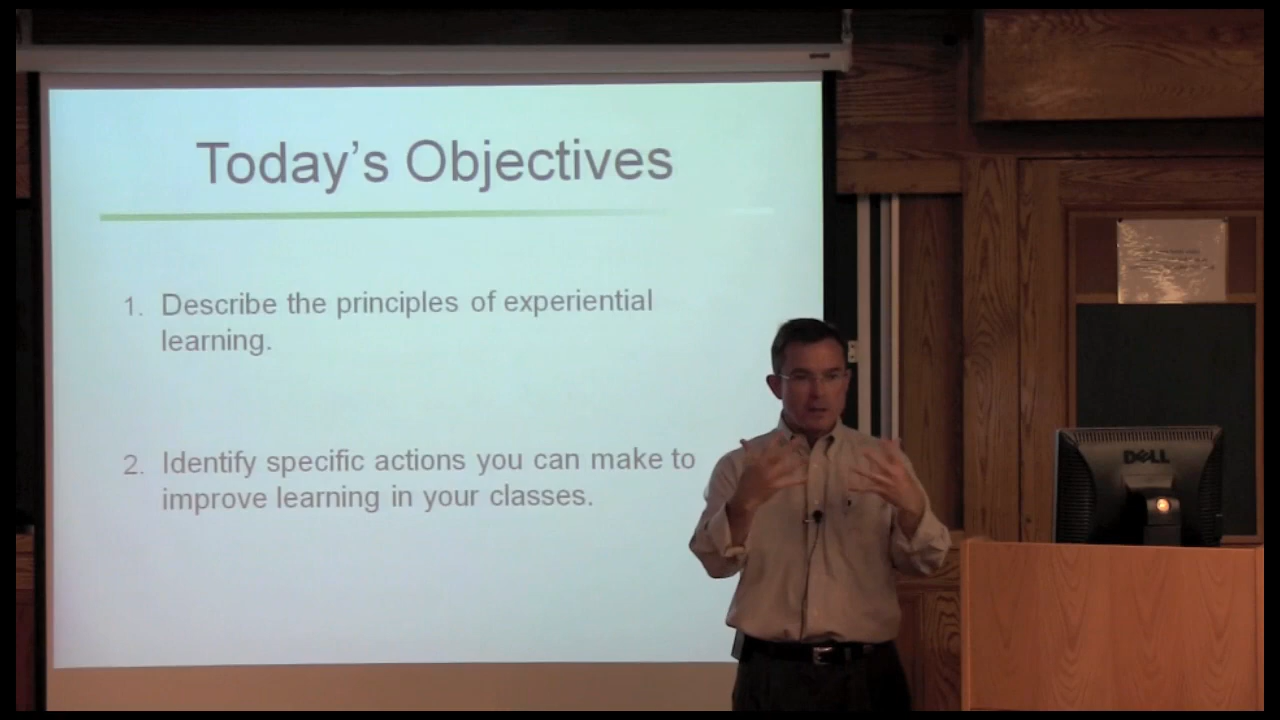 Today's Objectives
1. Describe the principles of experiential
learning.
2. Identify specific actions you can make to
improve learning in your classes.
DELL